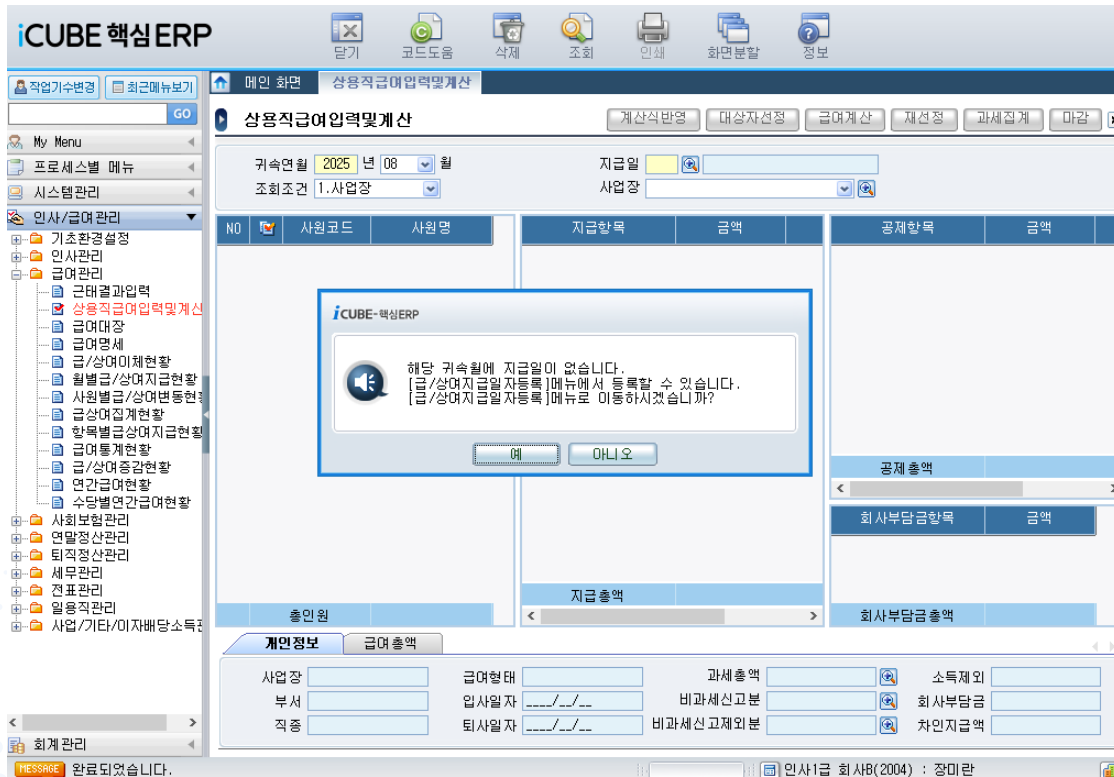 iCUBE 핵심ERP
닫기 코드도움 삭제 조회 인쇄 화면분할 정보
작업기수변경 최근메뉴보기
메인 화면 상용직급여입력및계산
GO
상용직급여입력및계산
계산식반영 대상자선정 급여계산 재선정 과세집계 마감
My Menu
프로세스별 메뉴
시스템관리
인사/급여관리
기초환경설정
인사관리
급여관리
근태결과입력
상용직급여입력및계산
급여대장
급여명세
급/상여이체현황
월별급/상여지급현황
사원별급/상여변동현
급상여집계현황
항목별급상여지급현황
급여통계현황
급/상여증감현황
연간급여현황
수당별연간급여현황
사회보험관리
연말정산관리
퇴직정산관리
세무관리
전표관리
일용직관리
사업/기타/이자배당소득
회계관리
귀속연월 2025 년 08 월 지급일
조회조건 1.사업장 사업장
NO 사원코드 사원명 지급항목 금액 공제항목 금액
iCUBE-핵심ERP
해당 귀속월에 지급일이 없습니다.
[급/상여지급일자등록]메뉴에서 등록할 수 있습니다.
[급/상여지급일자등록]메뉴로 이동하시겠습니까?
예 아니오
공제총액
회사부담금항목 금액
지급총액
총인원 회사부담금총액
개인정보 급여총액
사업장 급여형태 과세총액 소득제외
부서 입사일자 ____/__/__ 비과세신고분 회사부담금
직종 퇴사일자 ____/__/__ 비과세신고제외분 차인지급액
MESSAGE 완료되었습니다. 인사1급 회사B(2004) : 장미란